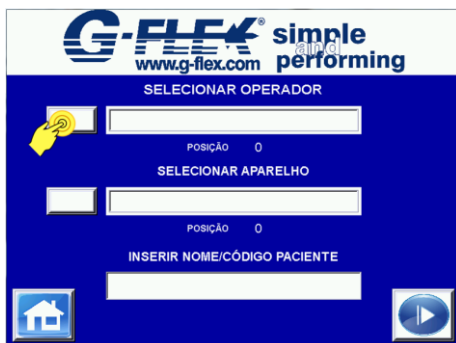 G-FLEX® simple
and
www.g-flex.com performing
SELECIONAR OPERADOR
POSIÇÃO 0
SELECIONAR APARELHO
POSIÇÃO 0
INSERIR NOME/CÓDIGO PACIENTE